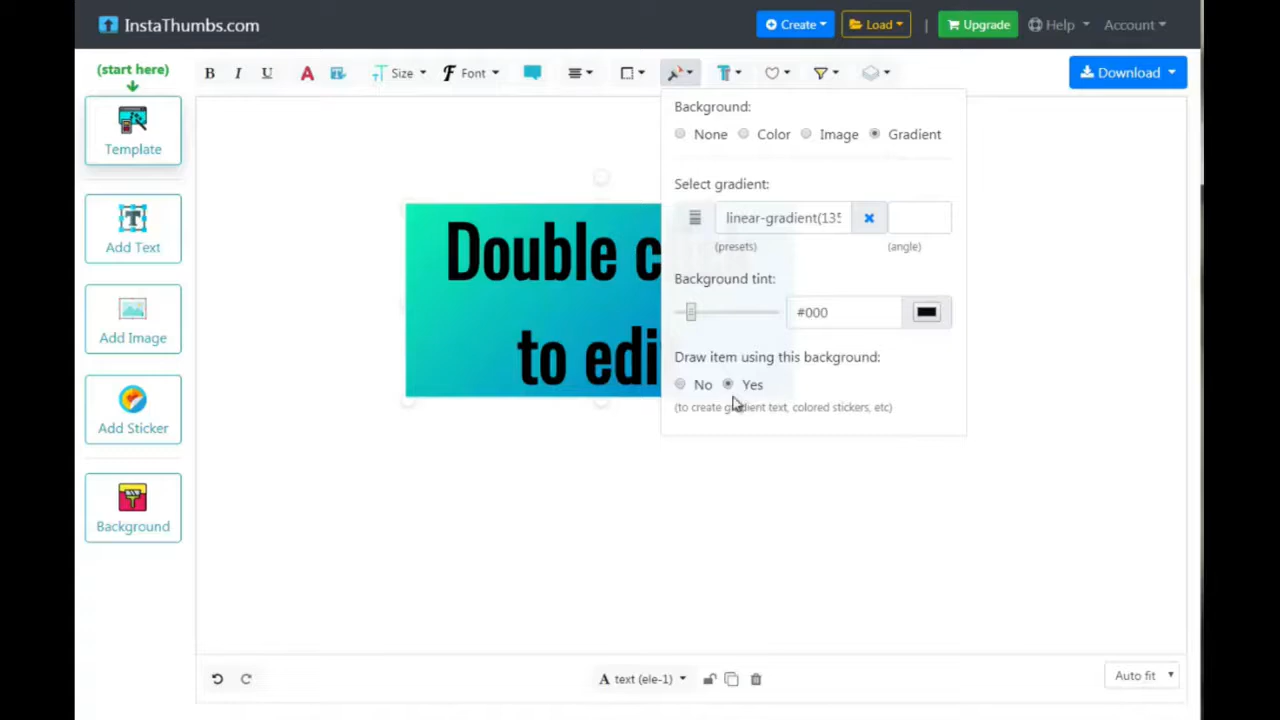 InstaThumbs.com
Create
Load
|
Upgrade
Help
Account
(start here)
B I U A Size Font
Download
Template
Add Text
Add Image
Add Sticker
Background
Double c
to edi
Background:
None Color Image Gradient
Select gradient:
linear-gradient(135
(presets) (angle)
Background tint:
#000
Draw item using this background:
No Yes
(to create gradient text, colored stickers, etc)
A text (ele-1)
Auto fit